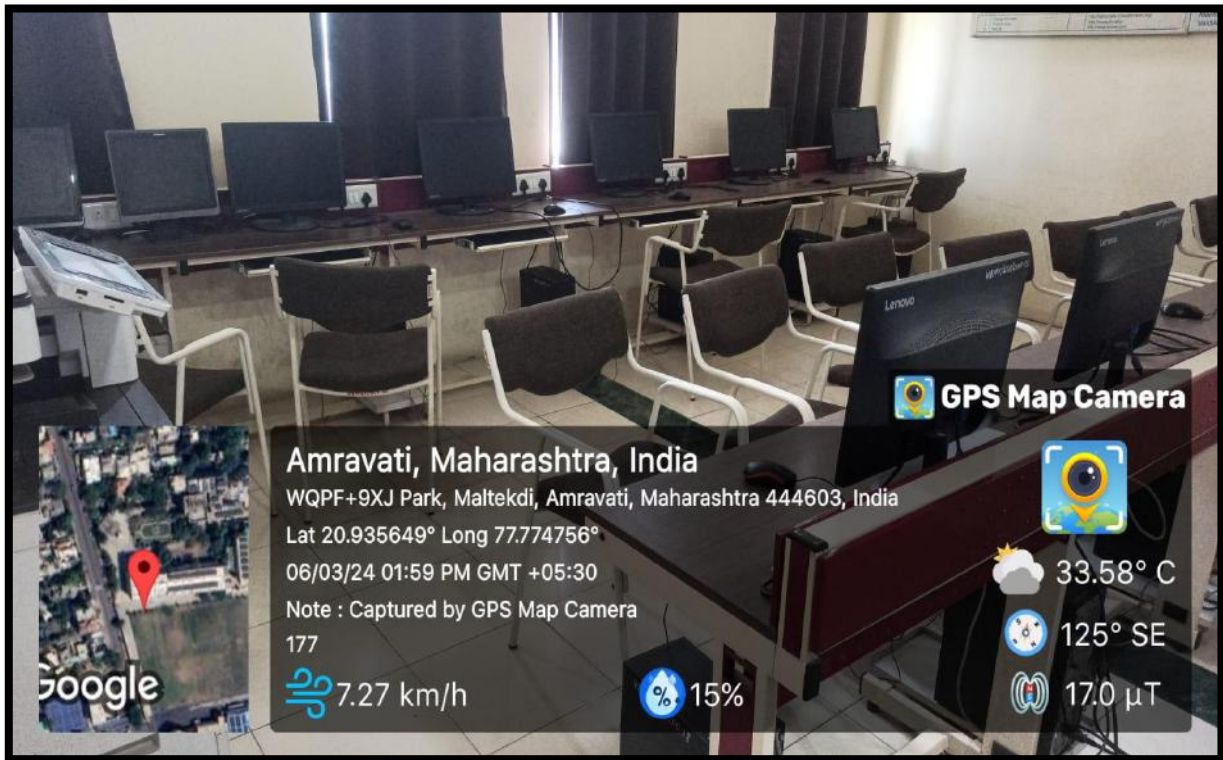 Lenovo
Lenovo
GPS Map Camera
Amravati, Maharashtra, India
WQPF+9XJ Park, Maltekdi, Amravati, Maharashtra 444603, India
Lat 20.935649° Long 77.774756°
06/03/24 01:59 PM GMT +05:30
Note : Captured by GPS Map Camera
177
7.27 km/h
15%
33.58° C
125° SE
17.0 µT
Google